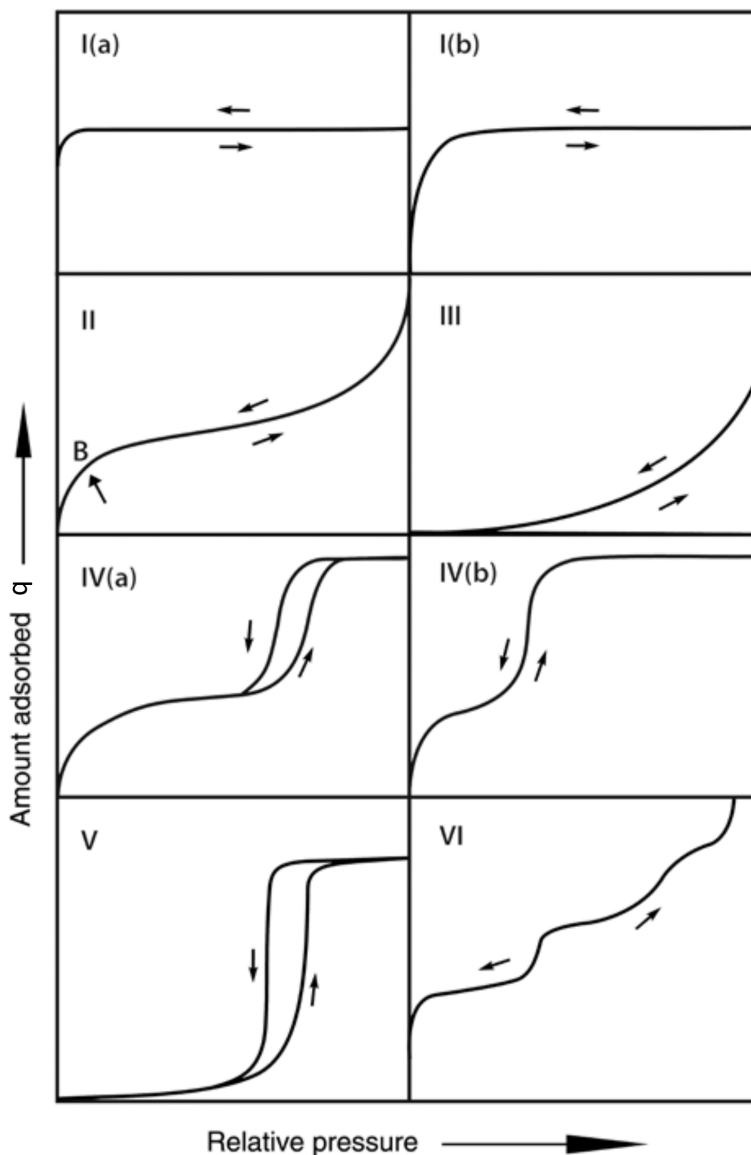 I(a)
I(b)
II
III
B
IV(a)
IV(b)
V
VI
Amount adsorbed q
Relative pressure